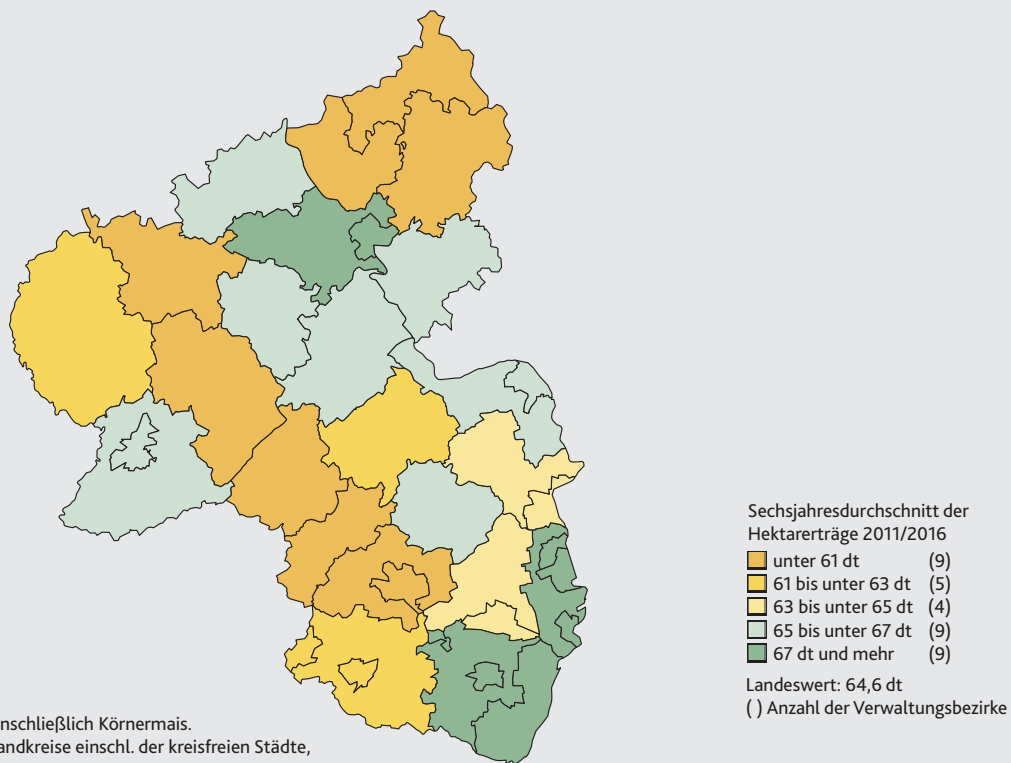 Sechsjahresdurchschnitt der
Hektarerträge 2011/2016
unter 61 dt (9)
61 bis unter 63 dt (5)
63 bis unter 65 dt (4)
65 bis unter 67 dt (9)
67 dt und mehr (9)
Landeswert: 64,6 dt
( ) Anzahl der Verwaltungsbezirke
nschließlich Körnermais.
andkreise einschl. der kreisfreien Städte,